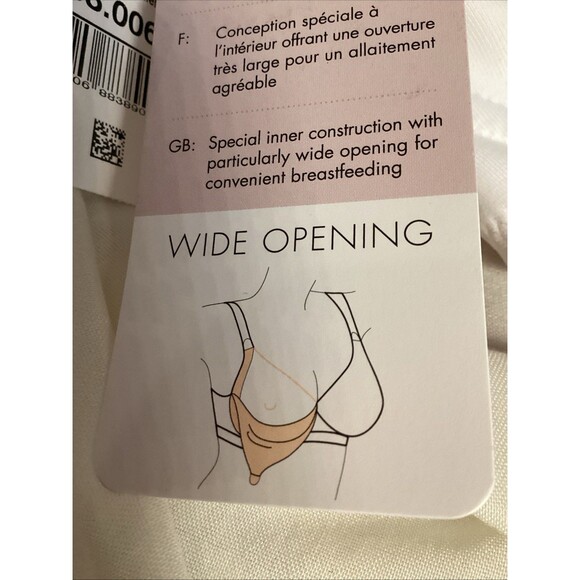 F: Conception spéciale à
l'intérieur offrant une ouverture
très large pour un allaitement
agréable
GB: Special inner construction with
particularly wide opening for
convenient breastfeeding
WIDE OPENING